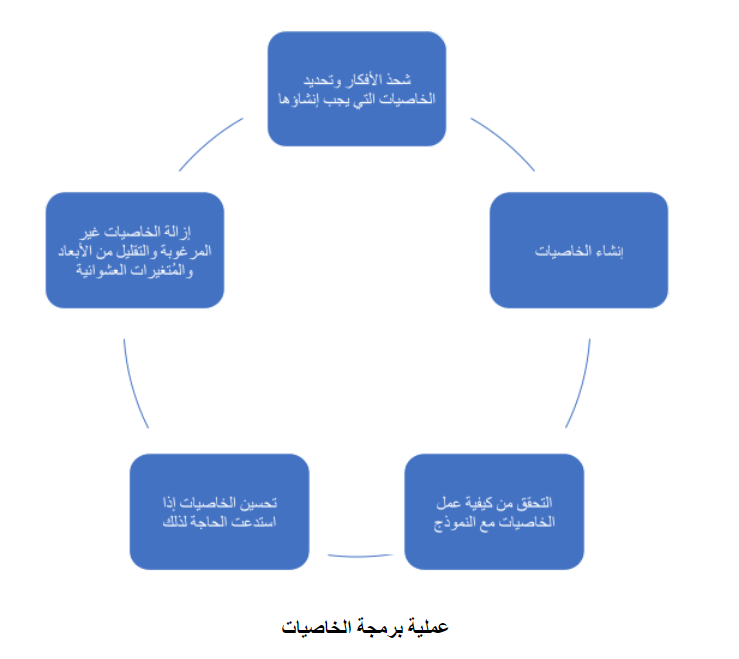 شحذ الأفكار وتحديد
الخاصيات التي يجب إنشاؤها
إنشاء الخاصيات
التحقق من كيفية عمل
الخاصيات مع النموذج
تحسين الخاصيات إذا
استدعت الحاجة لذلك
إزالة الخاصيات غير
المرغوبة والتقليل من الأبعاد
والمُتغيرات العشوائية
عملية برمجة الخاصيات